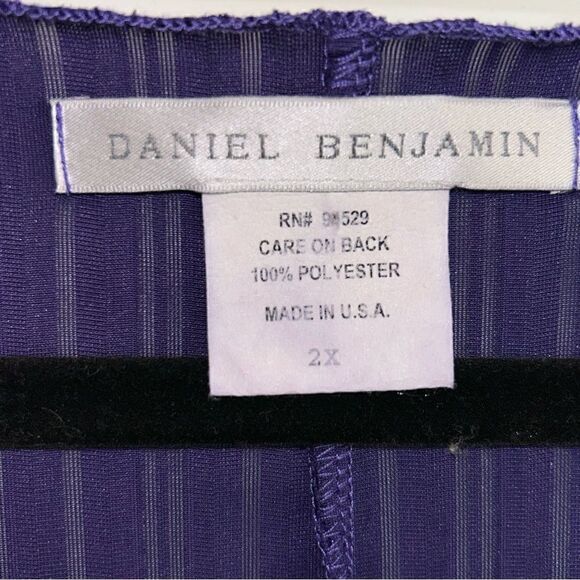 DANIEL BENJAMIN
RN#
CARE ON BACK
100% POLYESTER
MADE IN U.S.A.
2X